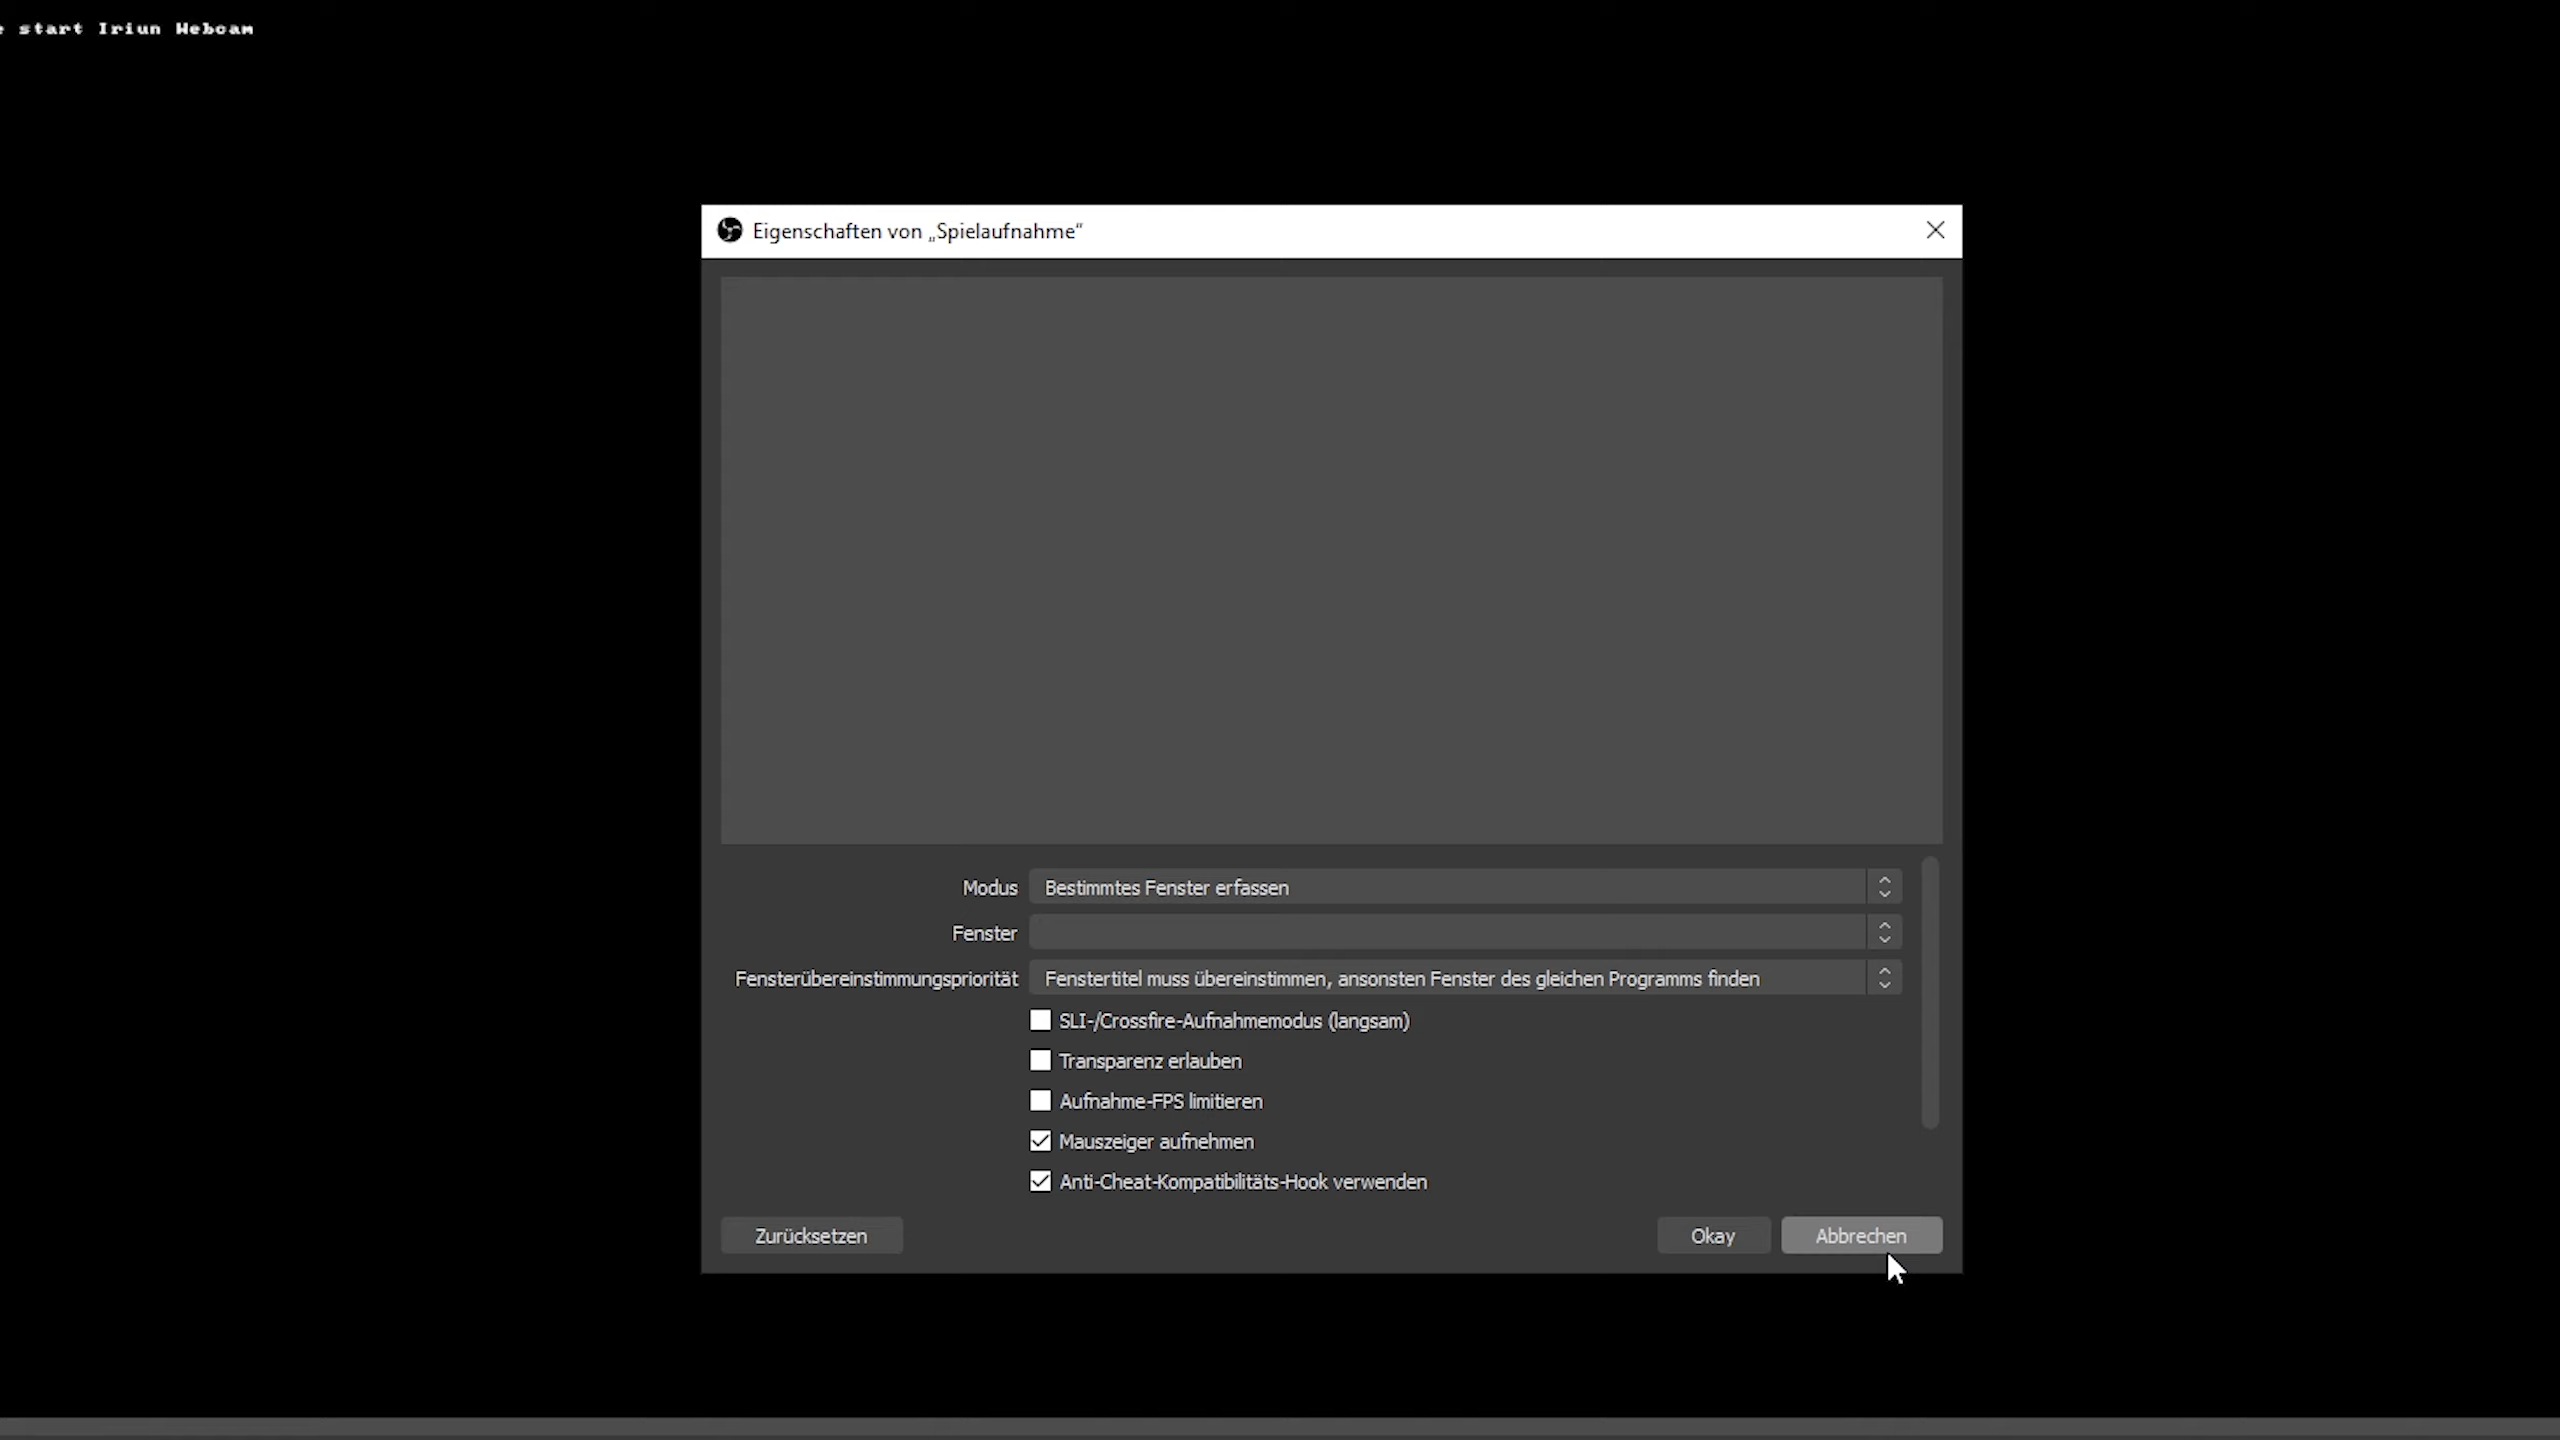 start Iriun Webcam
Eigenschaften von „Spielaufnahme“
Modus Bestimmtes Fenster erfassen
Fenster
Fensterübereinstimmungspriorität Fenstertitel muss übereinstimmen, ansonsten Fenster des gleichen Programms finden
SLI-/Crossfire-Aufnahmemodus (langsam)
Transparenz erlauben
Aufnahme-FPS limitieren
Mauszeiger aufnehmen
Anti-Cheat-Kompatibilitäts-Hook verwenden
Zurücksetzen Okay Abbrechen